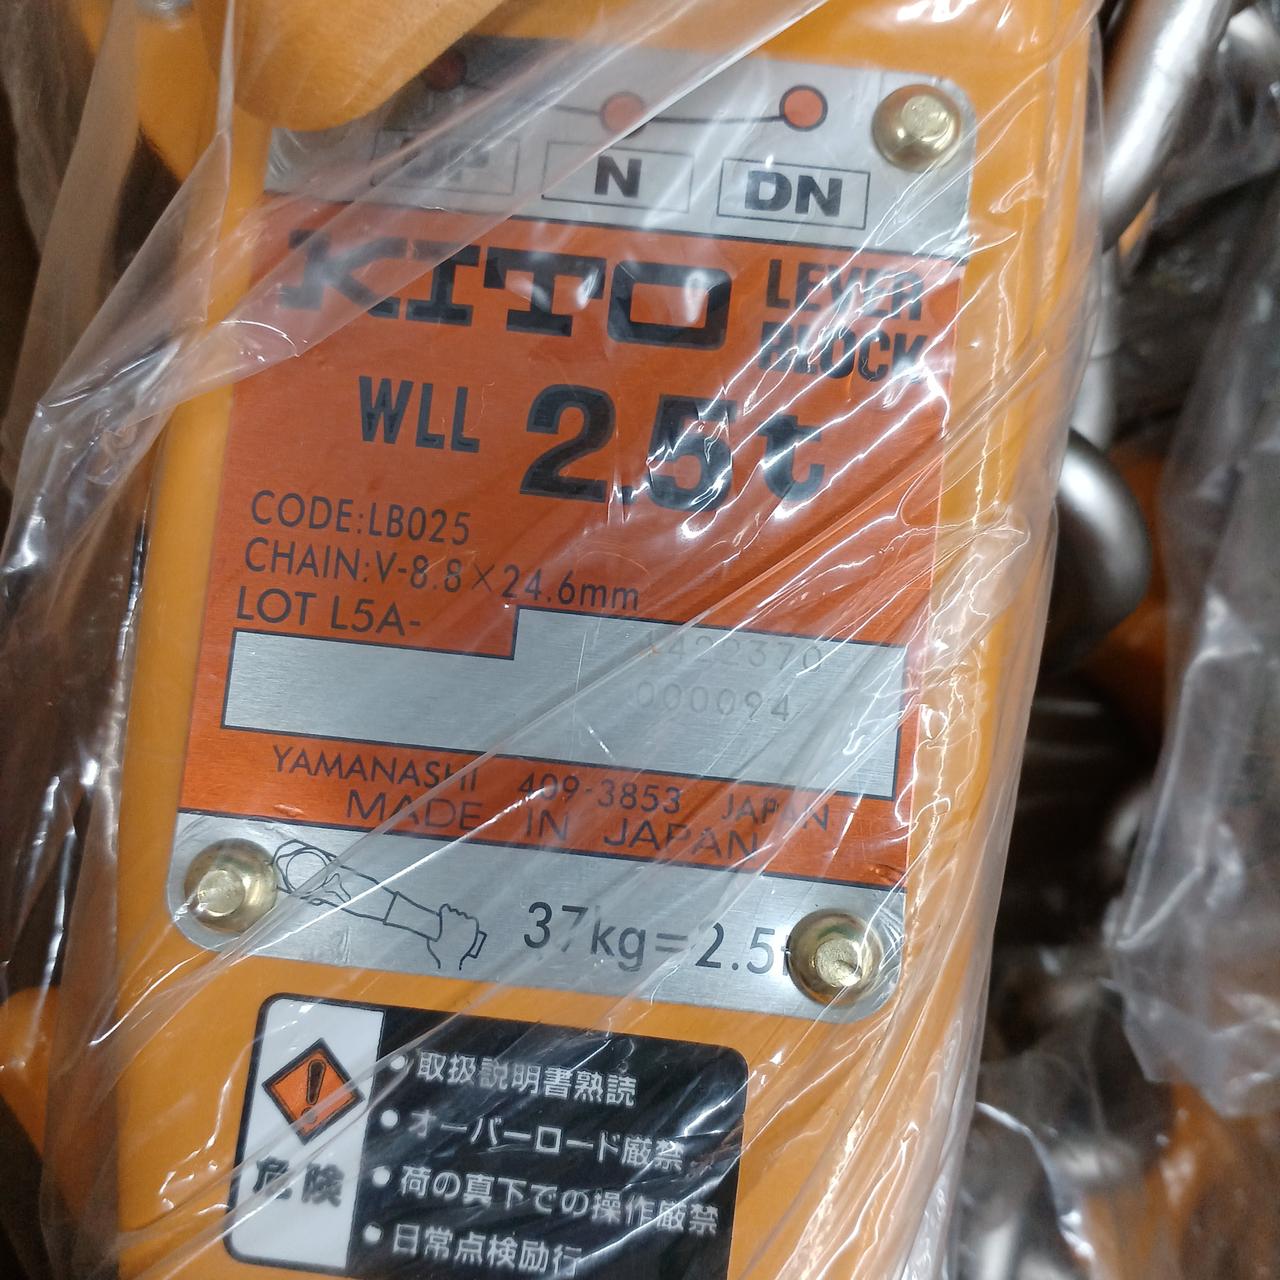 N DN
KITO LEVER BLOCK
WLL 2.5t
CODE:LB025
CHAIN:V-8.8×24.6mm
LOT L5A-
422370
000094
YAMANASHI 409-3853 JAPAN
MADE IN JAPAN
37kg=2.5
危険
•取扱説明書熟読
•オーバーロード厳禁
•荷の真下での操作厳禁
•日常点検励行